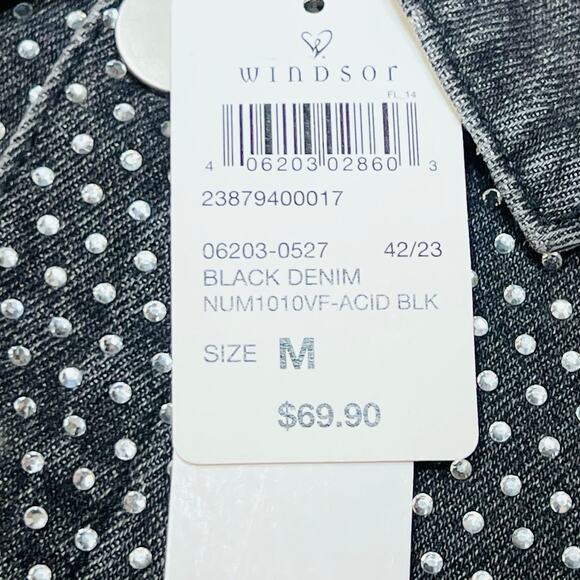 WINDSOR
FL_14
4 06203 02860 3
23879400017
06203-0527 42/23
BLACK DENIM
NUM1010VF-ACID BLK
SIZE M
$69.90